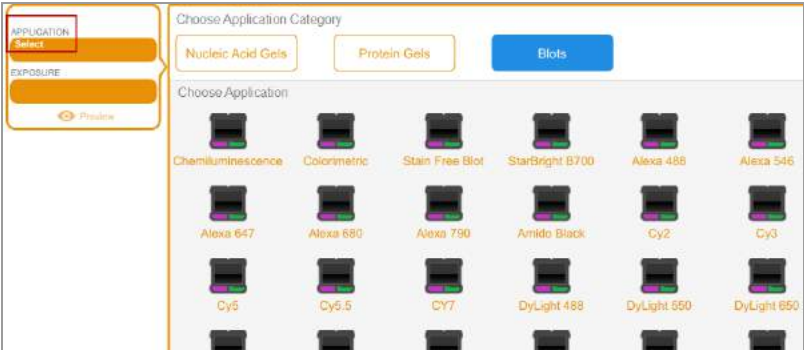 APPLICATION
Select
EXPOSURE
Preview
Choose Application Category
Nucleic Acid Gels
Protein Gels
Blots
Choose Application
Chemiluminescence
Colorimetric
Stain Free Blot
StarBright B700
Alexa 488
Alexa 546
Alexa 647
Alexa 680
Alexa 790
Amido Black
Cy2
Cy3
Cy5
Cy5.5
CY7
DyLight 488
DyLight 550
DyLight 650